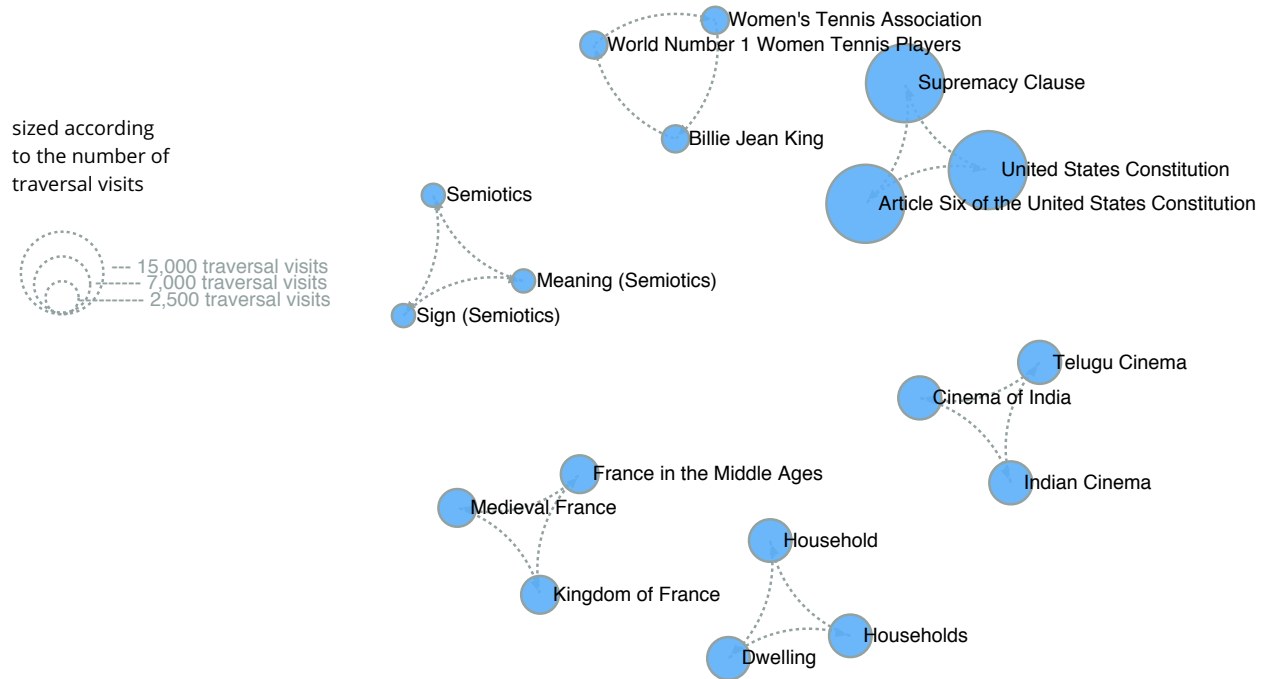 Women's Tennis Association
World Number 1 Women Tennis Players
Supremacy Clause
sized according
to the number of
traversal visits
Billie Jean King
United States Constitution
Semiotics
Article Six of the United States Constitution
15,000 traversal visits
7,000 traversal visits
2,500 traversal visits
Meaning (Semiotics)
Sign (Semiotics)
Telugu Cinema
Cinema of India
France in the Middle Ages
Indian Cinema
Medieval France
Household
Kingdom of France
Households
Dwelling